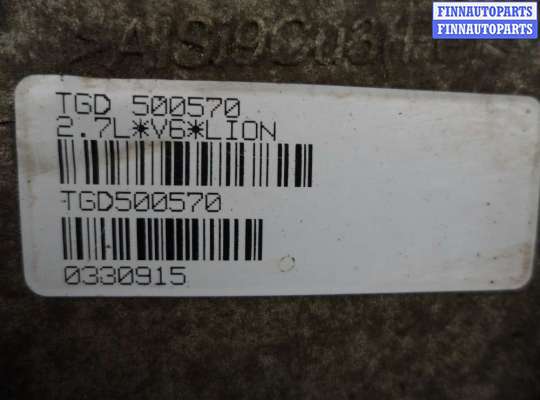 FINNAUTOPARTS
FINNAUTOPARTS
TGD 500570
2.7L*V6*LION
TGD500570
0330915